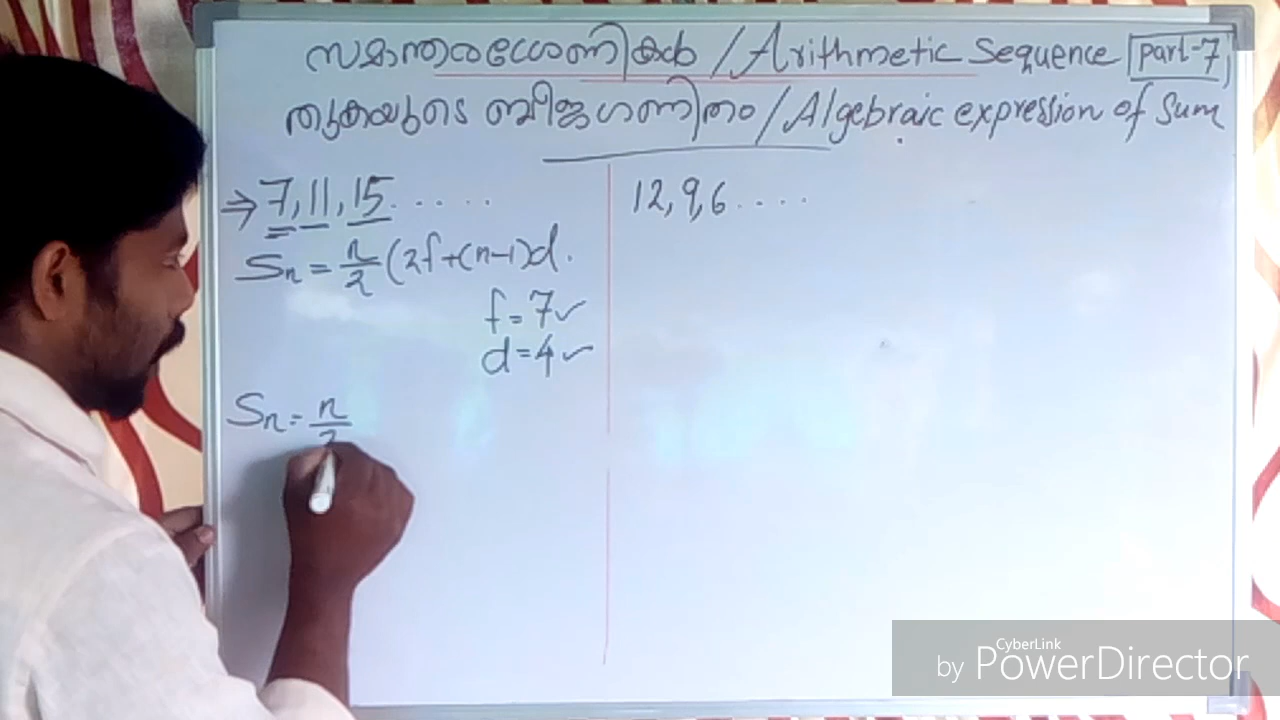 സമാന്തരശ്രേണികൾ / Arithmetic Sequence Part-7
തുകയുടെ ബീജഗണിതം / Algebraic expression of Sum
→ 7, 11, 15 . . . . .
Sn = n/2 (2f+(n-1)d.
f = 7 ✓
d = 4 ✓
Sn = n/2
12, 9, 6 . . . .
CyberLink
by PowerDirector